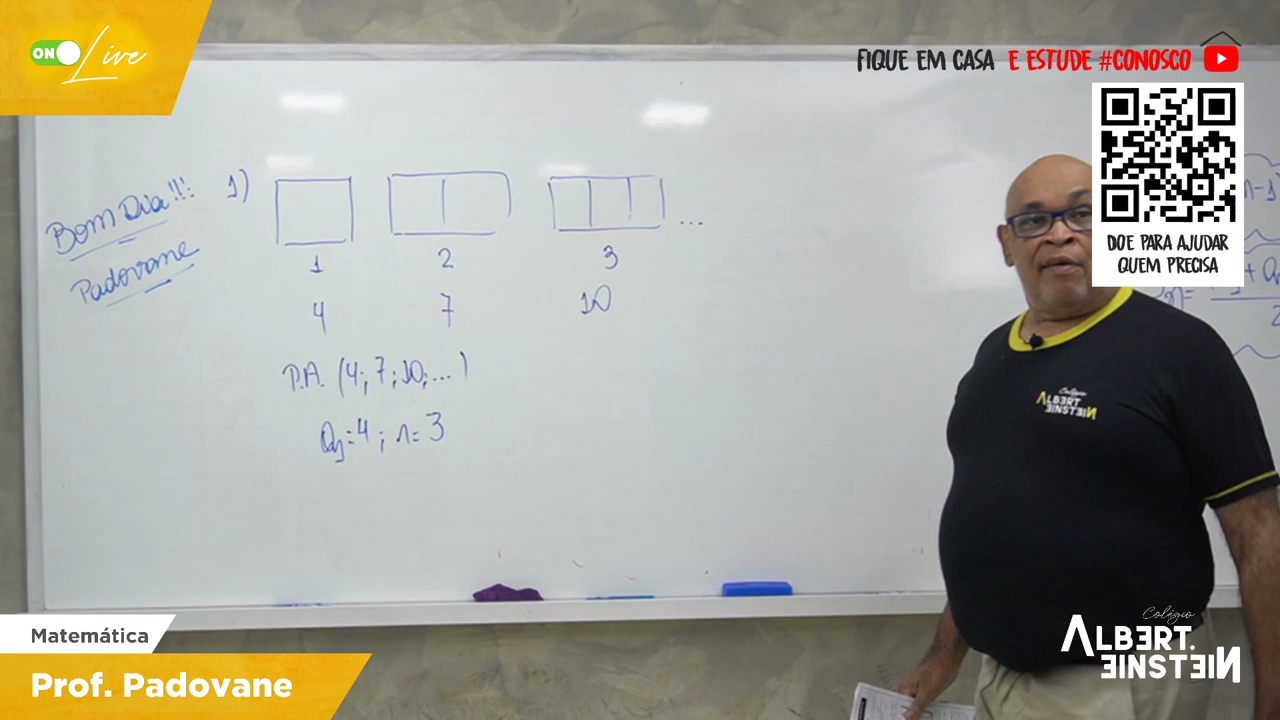 ON Live
FIQUE EM CASA E ESTUDE #CONOSCO
DOE PARA AJUDAR
QUEM PRECISA
Bom Dia!!!
Padovane
1)
...
1 2 3
4 7 10
P.A. (4; 7; 10; ...)
a1=4; r=3
n-1
Colégio
ALBERT
EINSTEIN
Colégio
ALBERT.
EINSTEIN
Matemática
Prof. Padovane